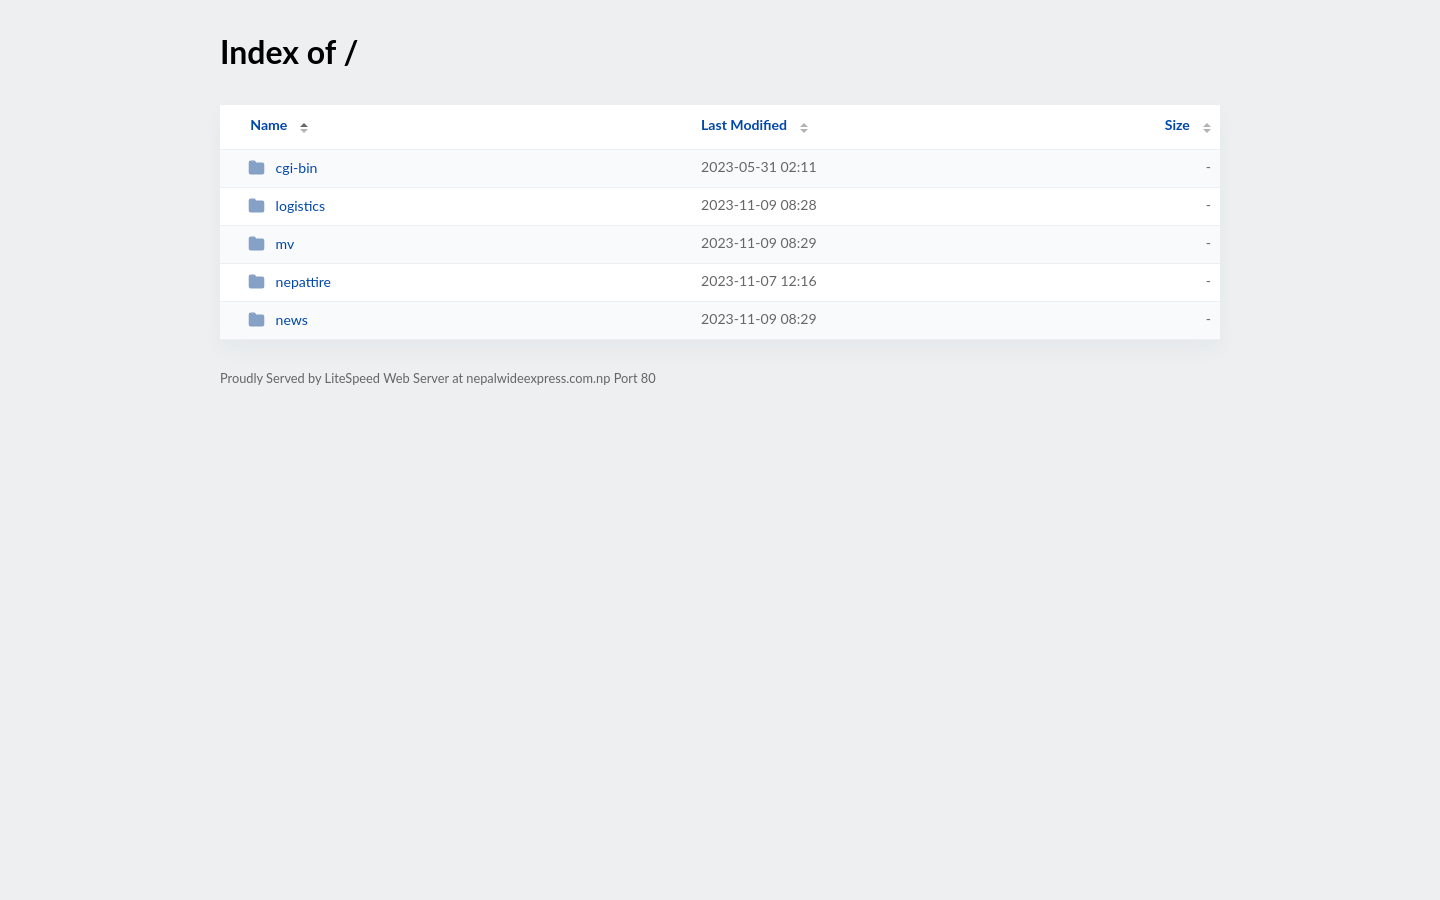 Index of /
Name Last Modified Size
cgi-bin 2023-05-31 02:11 -
logistics 2023-11-09 08:28 -
mv 2023-11-09 08:29 -
nepattire 2023-11-07 12:16 -
news 2023-11-09 08:29 -
Proudly Served by LiteSpeed Web Server at nepalwideexpress.com.np Port 80